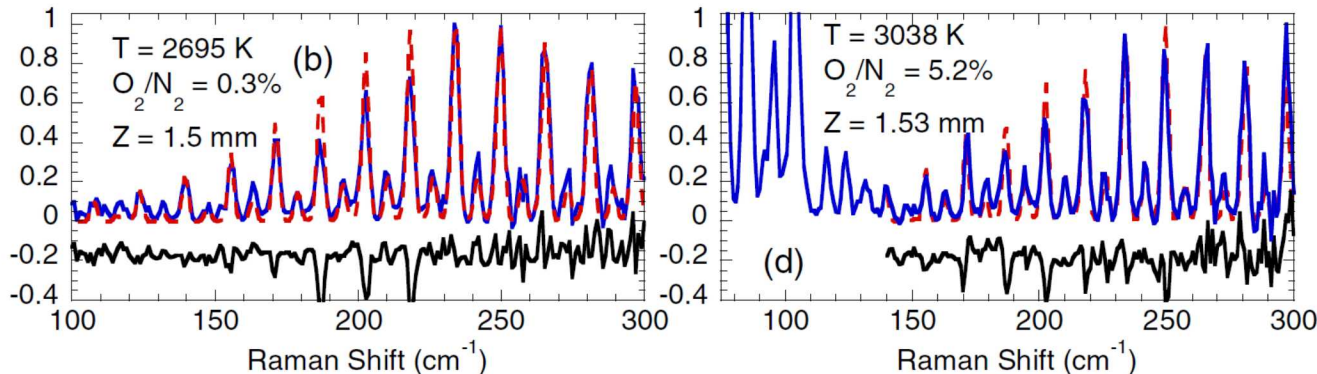 1
0.8
0.6
0.4
0.2
0
-0.2
-0.4
T = 2695 K
O2/N2 = 0.3%
Z = 1.5 mm
(b)
100 150 200 250 300
Raman Shift (cm-1)
1
0.8
0.6
0.4
0.2
0
-0.2
-0.4
T = 3038 K
O2/N2 = 5.2%
Z = 1.53 mm
(d)
100 150 200 250 300
Raman Shift (cm-1)